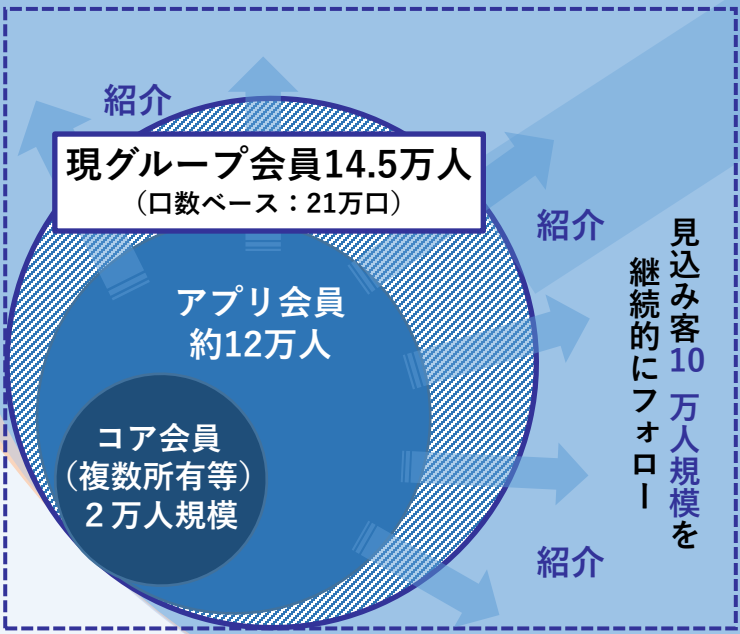 紹介
現グループ会員14.5万人
（口数ベース：21万口）
紹介
アプリ会員
約12万人
コア会員
（複数所有等）
２万人規模
見込み客10万人規模を
継続的にフォロー
紹介